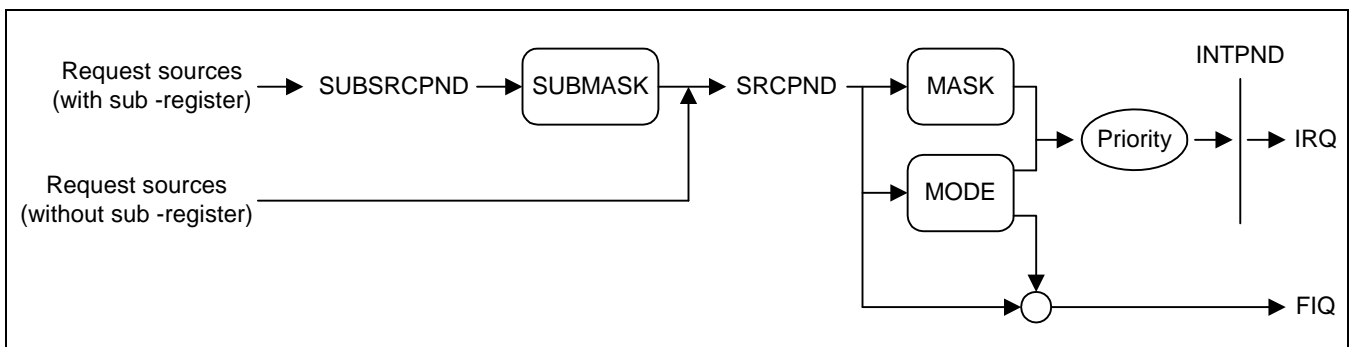 Request sources
(with sub -register)
SUBSRCPND
SUBMASK
SRCPND
MASK
INTPND
Priority
IRQ
Request sources
(without sub -register)
MODE
FIQ